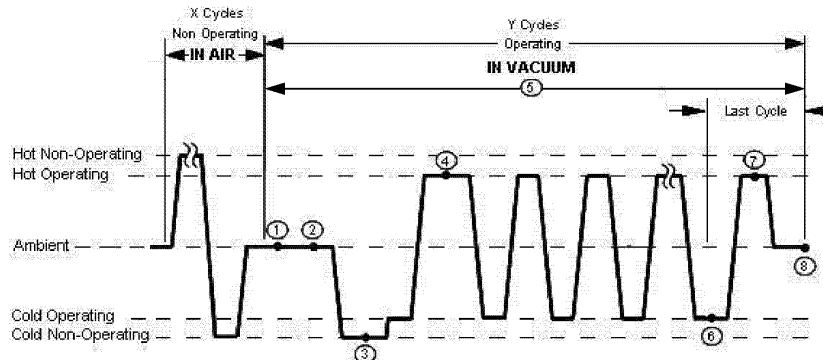 X Cycles
Non Operating
IN AIR
Y Cycles
Operating
IN VACUUM
5
Last Cycle
Hot Non-Operating
Hot Operating
4
7
Ambient
1
2
8
Cold Operating
Cold Non-Operating
6
3